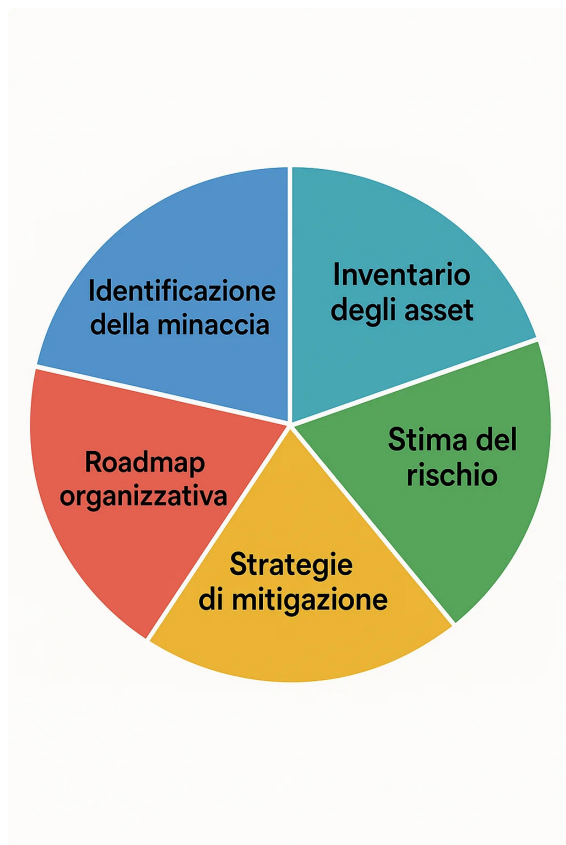 Identificazione
della minaccia
Inventario
degli asset
Stima del
rischio
Strategie
di mitigazione
Roadmap
organizzativa